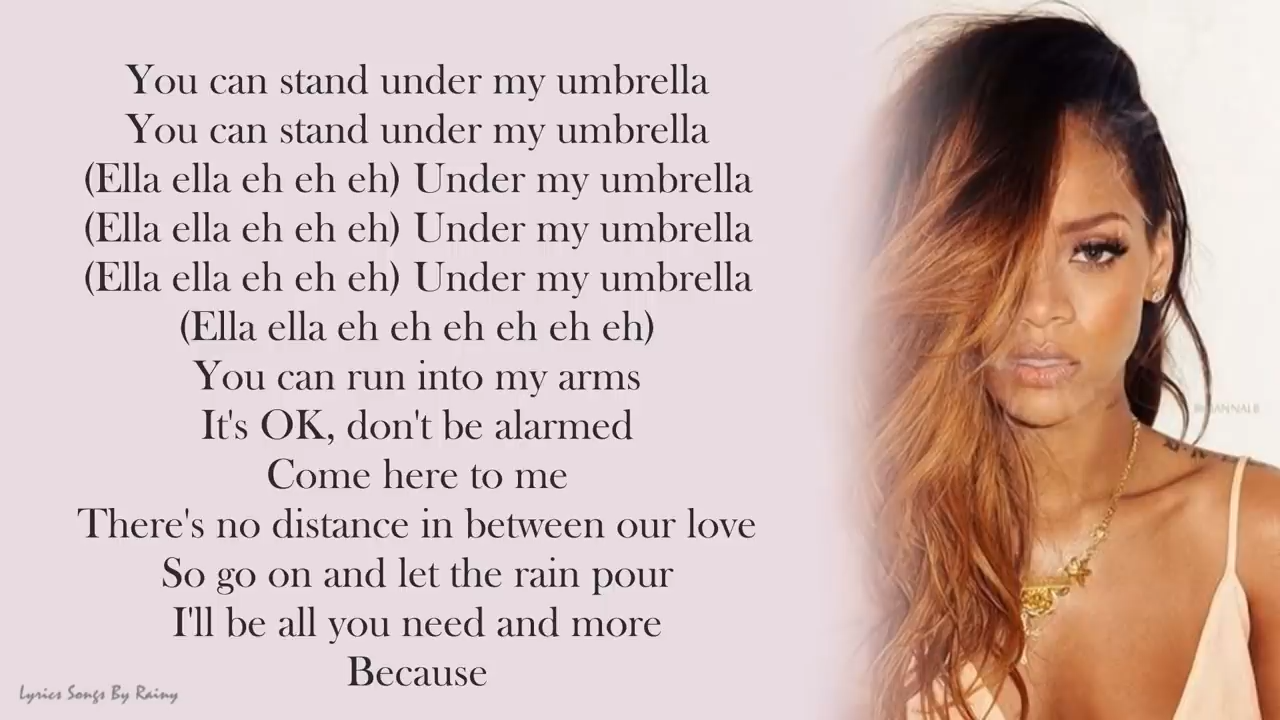 You can stand under my umbrella
You can stand under my umbrella
(Ella ella eh eh eh) Under my umbrella
(Ella ella eh eh eh) Under my umbrella
(Ella ella eh eh eh) Under my umbrella
(Ella ella eh eh eh eh eh eh)
You can run into my arms
It's OK, don't be alarmed
Come here to me
There's no distance in between our love
So go on and let the rain pour
I'll be all you need and more
Because
Lyrics Songs By Rainy